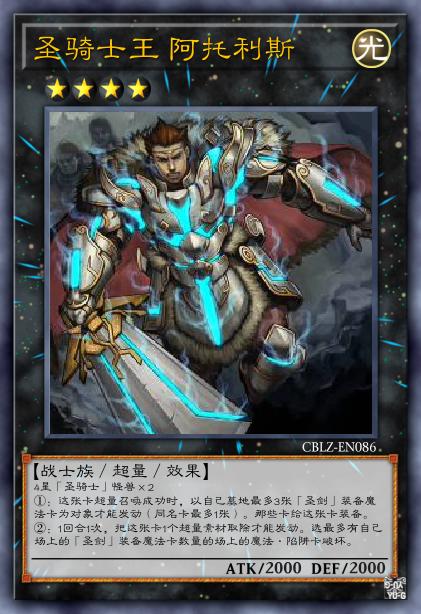 圣骑士王 阿托利斯
光
CBLZ-EN086
【战士族／超量／效果】
4星「圣骑士」怪兽×2
①：这张卡超量召唤成功时，以自己墓地最多3张「圣剑」装备魔
法卡为对象才能发动（同名卡最多1张）。那些卡给这张卡装备。
②：1回合1次，把这张卡1个超量素材取除才能发动。选最多有自己
场上的「圣剑」装备魔法卡数量的场上的魔法·陷阱卡破坏。
ATK/2000 DEF/2000